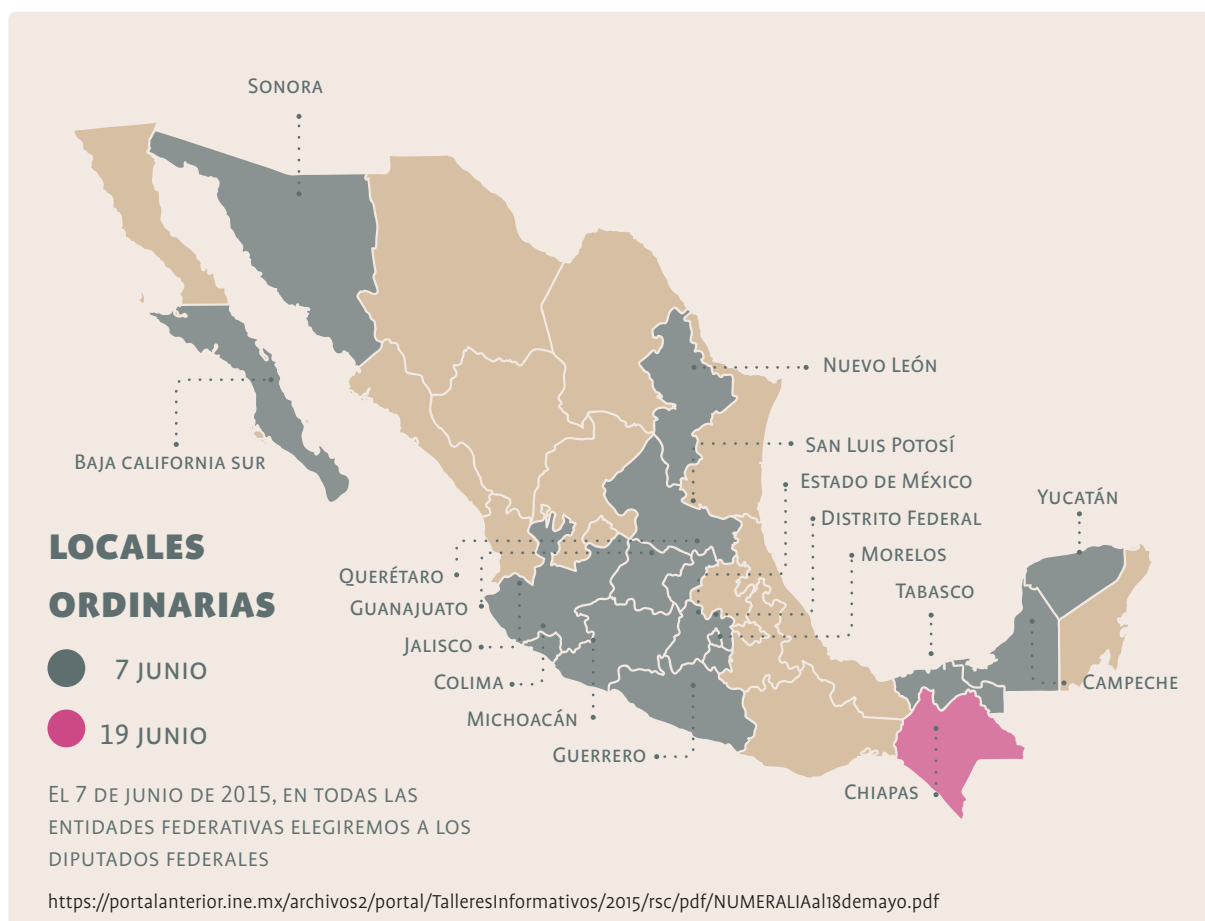 Sonora
Nuevo León
San Luis Potosí
Baja California Sur
Estado de México
Yucatán
Distrito Federal
Morelos
LOCALES
ORDINARIAS
Querétaro
Tabasco
Guanajuato
Jalisco
7 junio
Colima
Campeche
Michoacán
19 junio
Guerrero
Chiapas
El 7 de junio de 2015, en todas las
entidades federativas elegiremos a los
diputados federales
https://portalanterior.ine.mx/archivos2/portal/TalleresInformativos/2015/rsc/pdf/NUMERALIAal18demayo.pdf